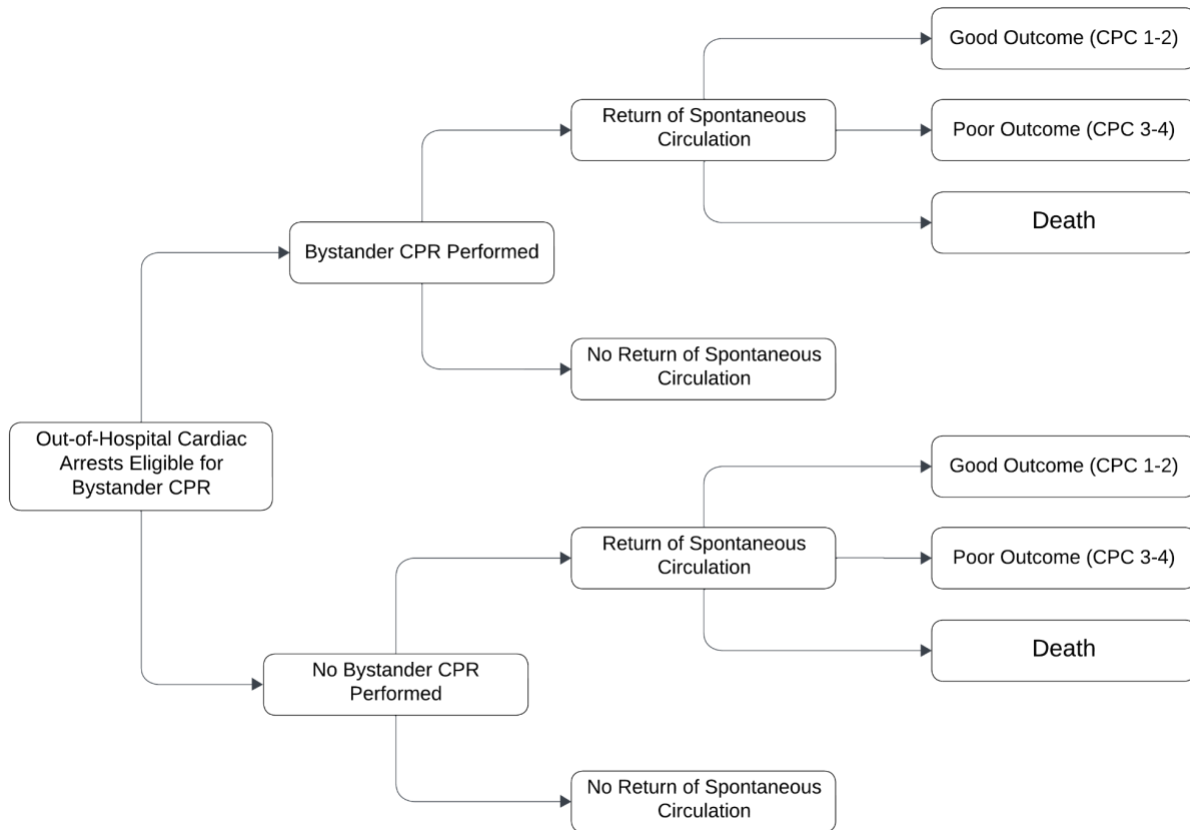 Good Outcome (CPC 1-2)
Return of Spontaneous
Circulation
Poor Outcome (CPC 3-4)
Death
Bystander CPR Performed
No Return of Spontaneous
Circulation
Out-of-Hospital Cardiac
Arrests Eligible for
Bystander CPR
Good Outcome (CPC 1-2)
Return of Spontaneous
Circulation
Poor Outcome (CPC 3-4)
Death
No Bystander CPR
Performed
No Return of Spontaneous
Circulation